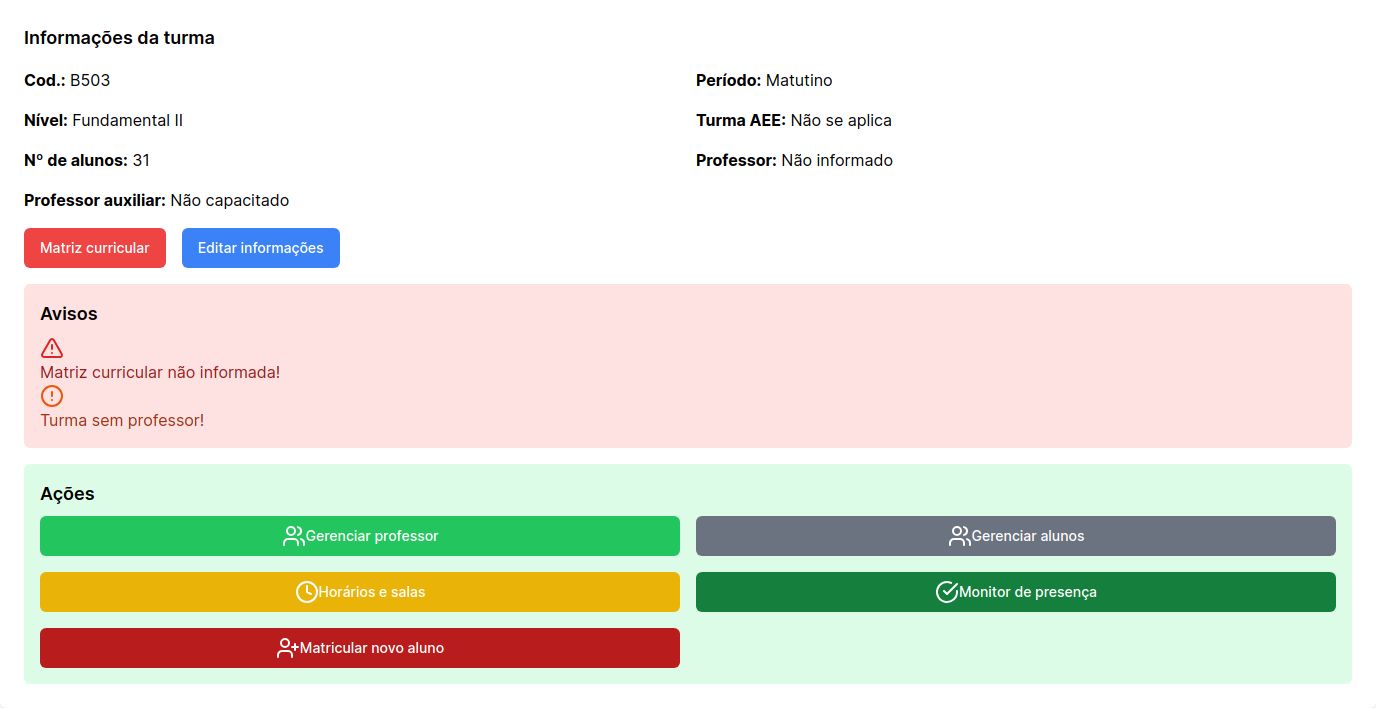 Informações da turma
Cod.: B503
Período: Matutino
Nível: Fundamental II
Turma AEE: Não se aplica
Nº de alunos: 31
Professor: Não informado
Professor auxiliar: Não capacitado
Matriz curricular
Editar informações
Avisos
Matriz curricular não informada!
Turma sem professor!
Ações
Gerenciar professor
Gerenciar alunos
Horários e salas
Monitor de presença
Matricular novo aluno